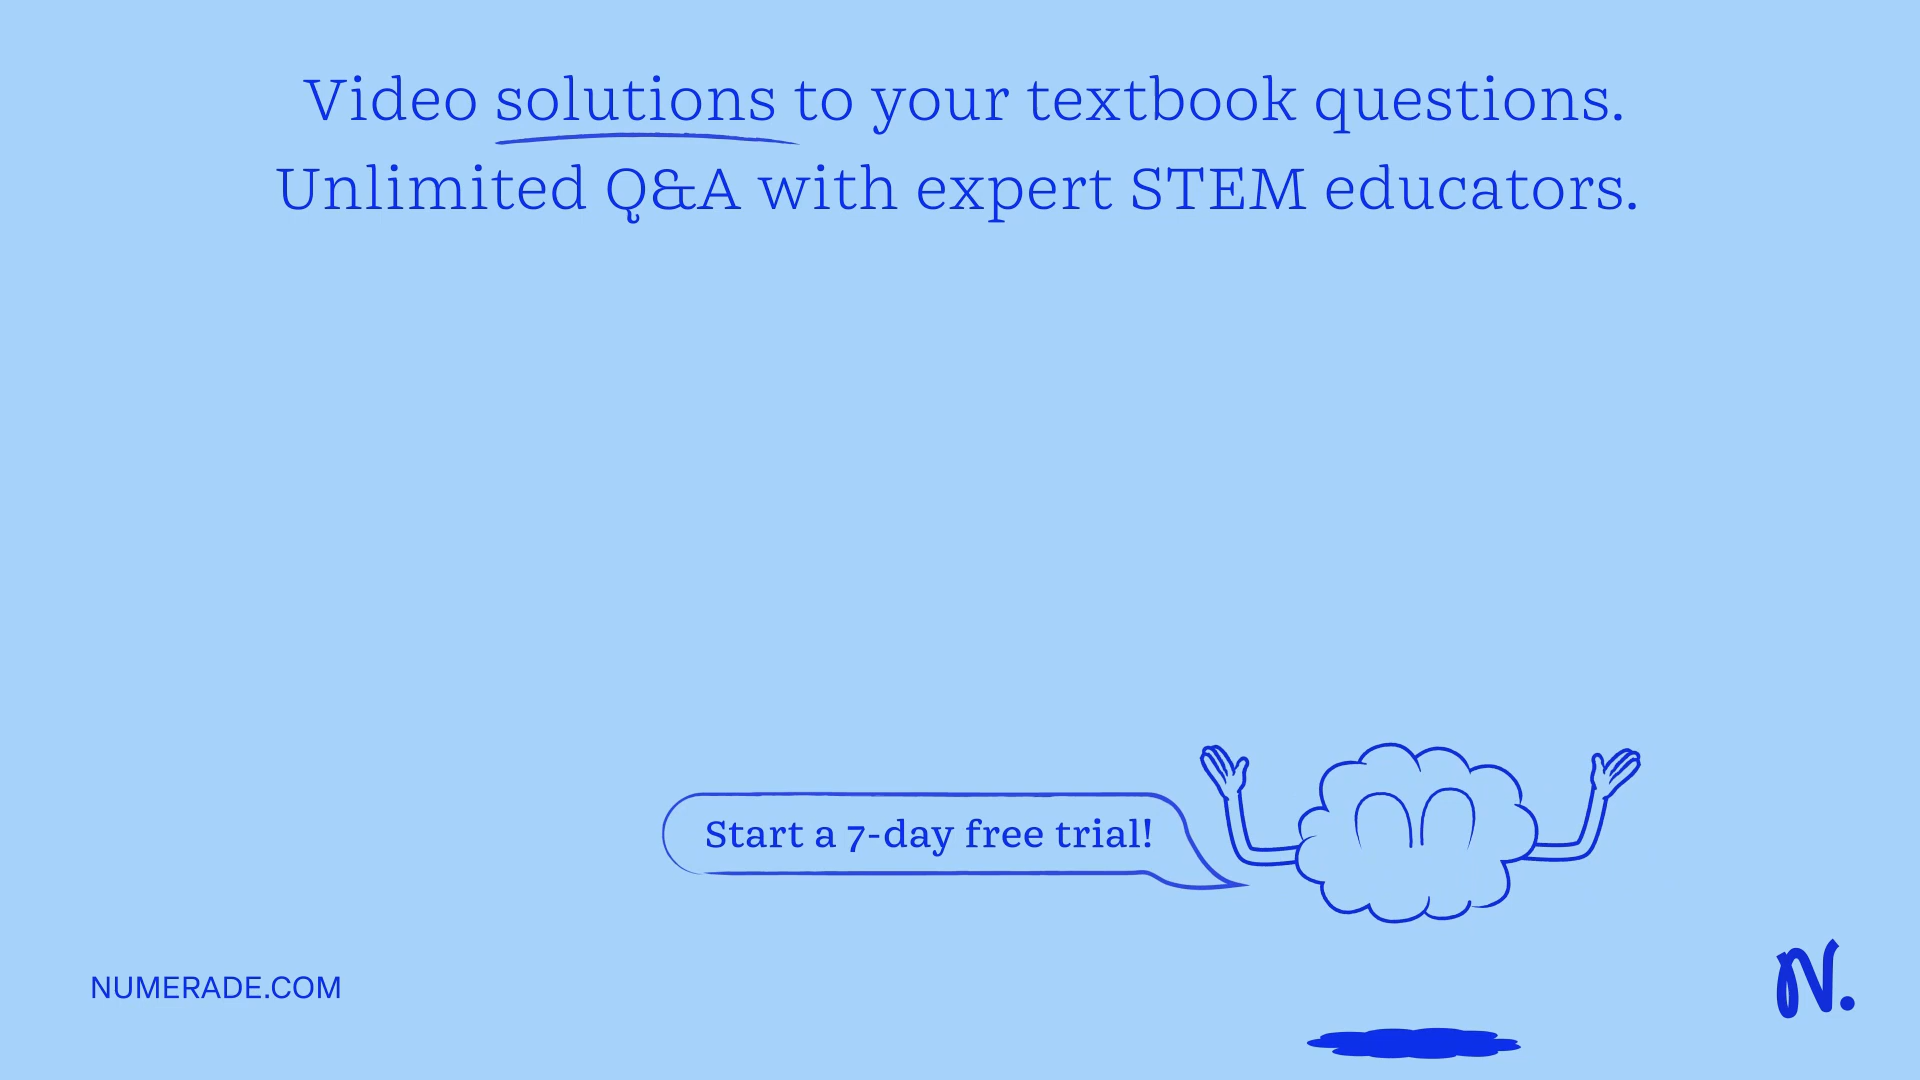 Video solutions to your textbook questions.
Unlimited Q&A with expert STEM educators.
Start a 7-day free trial!
NUMERADE.COM
N.